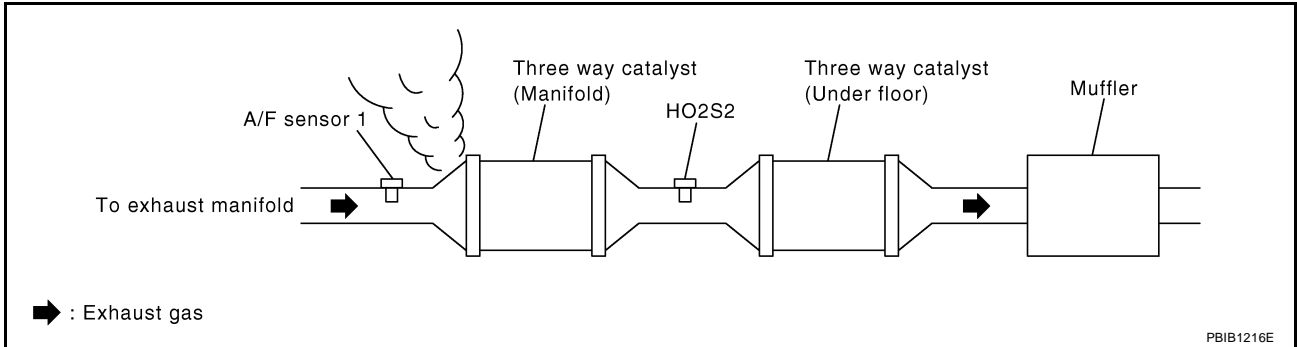 Three way catalyst
(Manifold)
Three way catalyst
(Under floor)
Muffler
HO2S2
A/F sensor 1
To exhaust manifold
: Exhaust gas
PBIB1216E